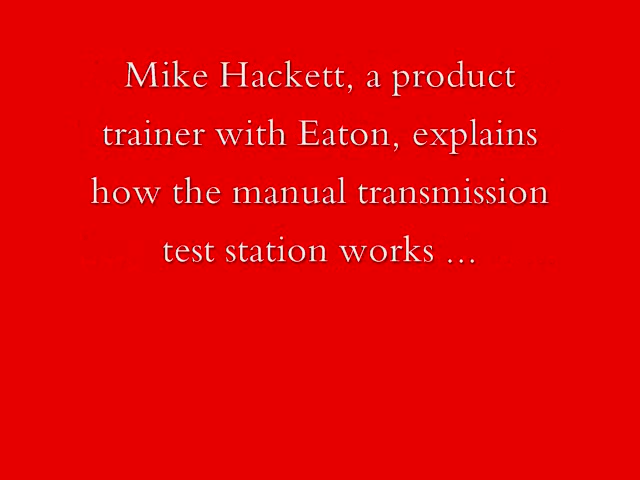 Mike Hackett, a product
trainer with Eaton, explains
how the manual transmission
test station works ...